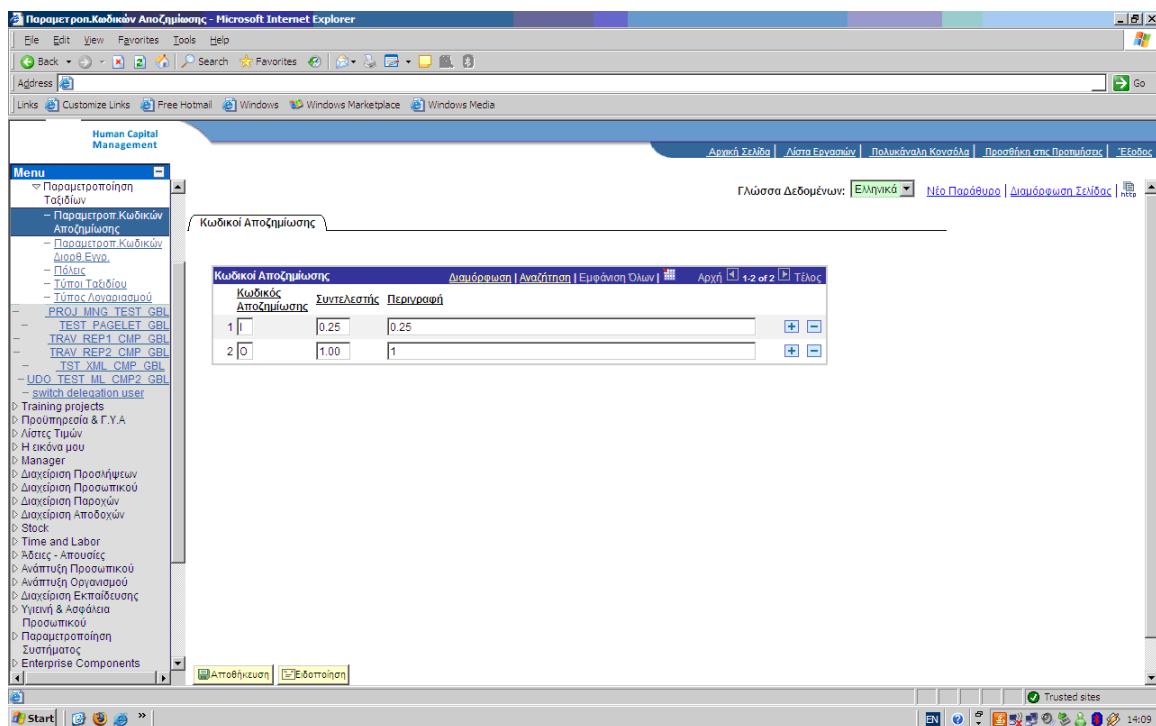 Παραμετροπ.Κωδικών Αποζημίωσης - Microsoft Internet Explorer
File Edit View Favorites Tools Help
Back Search Favorites
Address Go
Links Customize Links Free Hotmail Windows Windows Marketplace Windows Media
Human Capital
Management
Αρχική Σελίδα Λίστα Εργασιών Πολυκάναλη Κονσόλα Προσθήκη στις Προτιμήσεις Έξοδος
Menu
Παραμετροποίηση
Ταξιδίων
– Παραμετροπ.Κωδικών
Αποζημίωσης
– Παραμετροπ.Κωδικών
Διορθ.Εγγρ.
– Πόλεις
– Τύποι Ταξιδίου
– Τύπος Λογαριασμού
– PROJ_MNG_TEST_GBL
– TEST_PAGELET_GBL
– TRAV_REP1_CMP_GBL
– TRAV_REP2_CMP_GBL
– TST_XML_CMP_GBL
– UDO_TEST_ML_CMP2_GBL
– switch delegation user
Training projects
Προϋπηρεσία & Γ.Υ.Α
Λίστες Τιμών
Η εικόνα μου
Manager
Διαχείριση Προσλήψεων
Διαχείριση Προσωπικού
Διαχείριση Παροχών
Διαχείριση Αποδοχών
Stock
Time and Labor
Άδειες - Απουσίες
Ανάπτυξη Προσωπικού
Ανάπτυξη Οργανισμού
Διαχείριση Εκπαίδευσης
Υγιεινή & Ασφάλεια
Προσωπικού
Παραμετροποίηση
Συστήματος
Enterprise Components
Γλώσσα Δεδομένων: Ελληνικά Νέο Παράθυρο | Διαμόρφωση Σελίδας | http
Κωδικοί Αποζημίωσης
Κωδικοί Αποζημίωσης Διαμόρφωση | Αναζήτηση | Εμφάνιση Όλων | Αρχή 1-2 of 2 Τέλος
Κωδικός
Αποζημίωσης Συντελεστής Περιγραφή
1 I 0.25 0.25
2 O 1.00 1
Αποθήκευση Ειδοποίηση
Trusted sites
Start EN 14:09